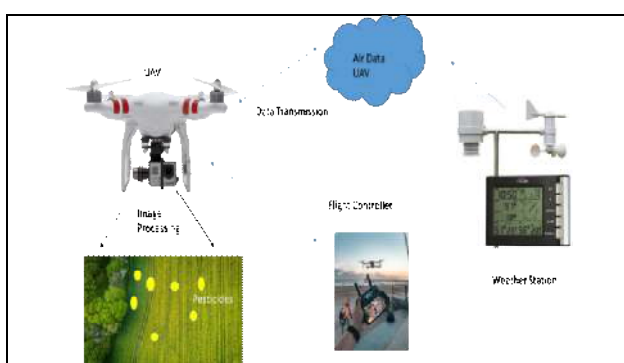 UAV
Air Data
UAV
Data Transmission
Image
Processing
Flight Controller
Pesticides
Weather Station